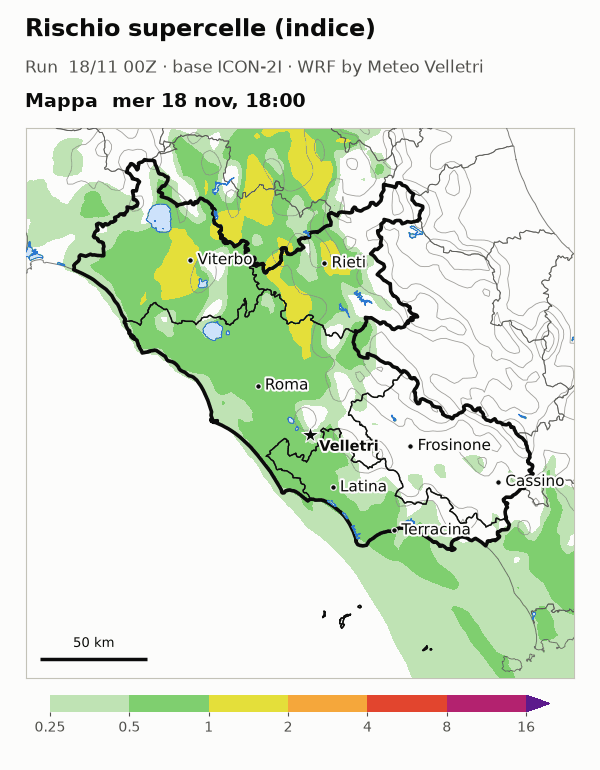 Rischio supercelle (indice)
Run 18/11 00Z · base ICON-2I · WRF by Meteo Velletri
Mappa mer 18 nov, 18:00
Viterbo
Rieti
Roma
Velletri
Frosinone
Cassino
Latina
Terracina
50 km
0.25 0.5 1 2 4 8 16